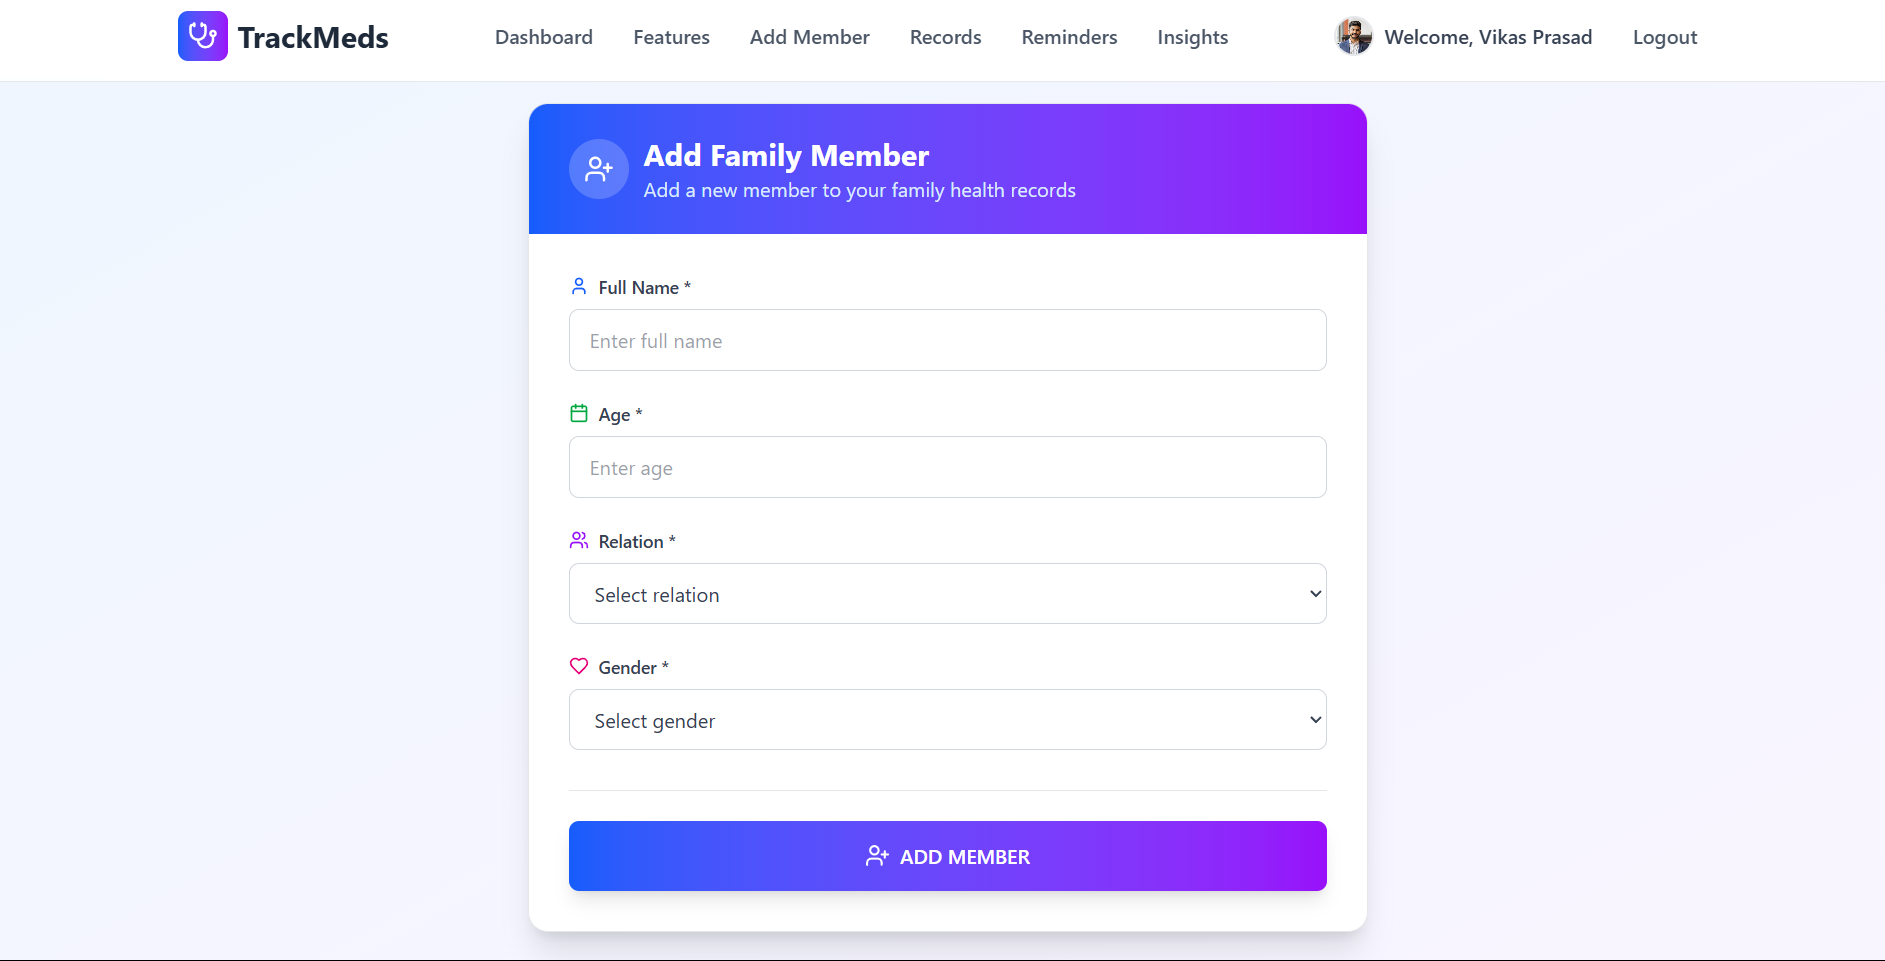 TrackMeds
Dashboard Features Add Member Records Reminders Insights
Welcome, Vikas Prasad Logout
Add Family Member
Add a new member to your family health records
Full Name *
Enter full name
Age *
Enter age
Relation *
Select relation
Gender *
Select gender
ADD MEMBER